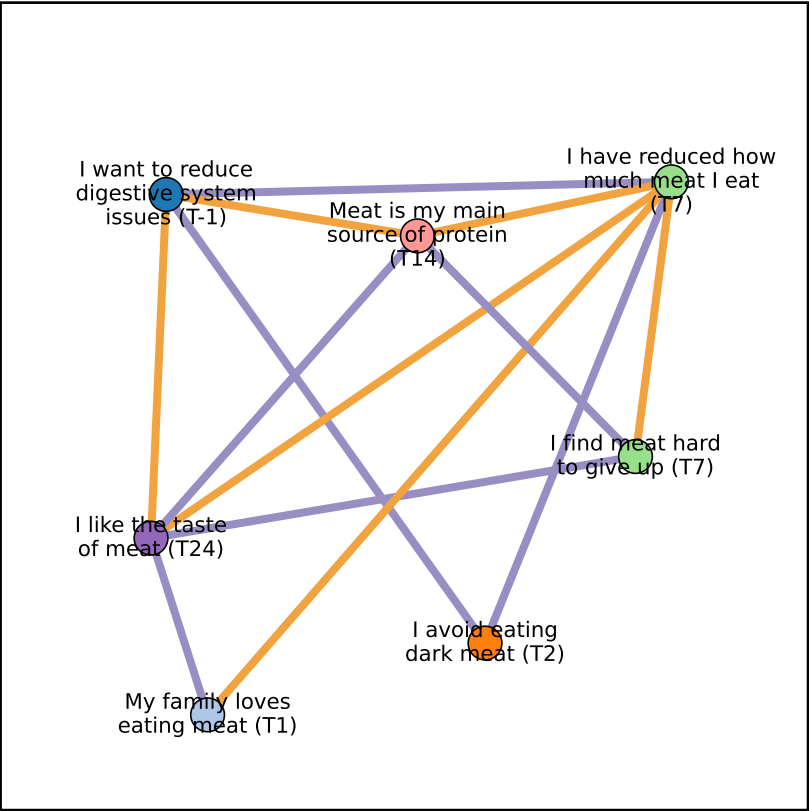 I have reduced how
much meat I eat
(T7)
I want to reduce
digestive system
issues (T-1)
Meat is my main
source of protein
(T14)
I find meat hard
to give up (T7)
I like the taste
of meat (T24)
I avoid eating
dark meat (T2)
My family loves
eating meat (T1)